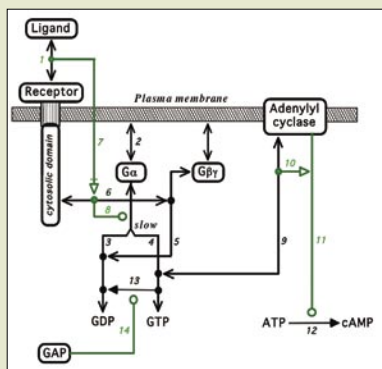 Ligand
1
Receptor
Plasma membrane
Adenylyl
cyclase
cytosolic domain
7
2
Gα
Gβγ
10
6
8
slow
3
4
5
9
11
13
GDP
GTP
14
GAP
ATP
12
cAMP